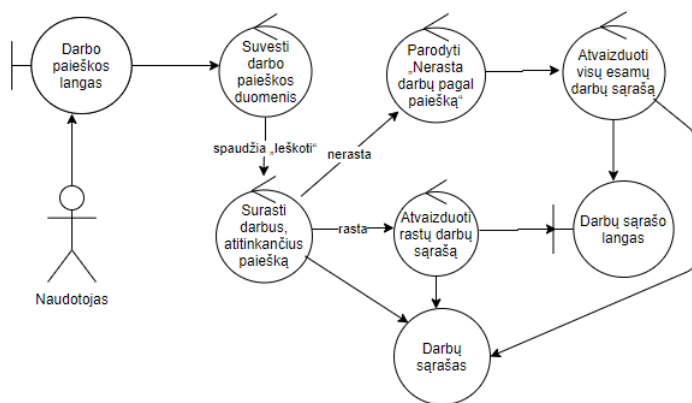 Darbo
paieškos
langas
Suvesti
darbo
paieškos
duomenis
Parodyti
„Nerasta
darbų pagal
paiešką“
Atvaizduoti
visų esamų
darbų sąrašą
spaudžia „Ieškoti“
nerasta
Surasti
darbus,
atitinkančius
paiešką
rasta
Atvaizduoti
rastų darbų
sąrašą
Darbų sąrašo
langas
Naudotojas
Darbų
sąrašas